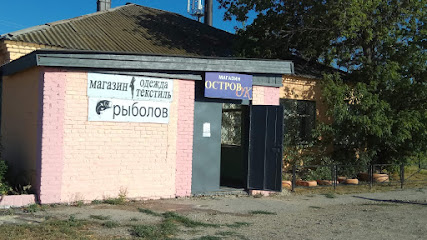 магазин одежда
текстиль
рыболов
МАГАЗИН
ОСТРОВОК